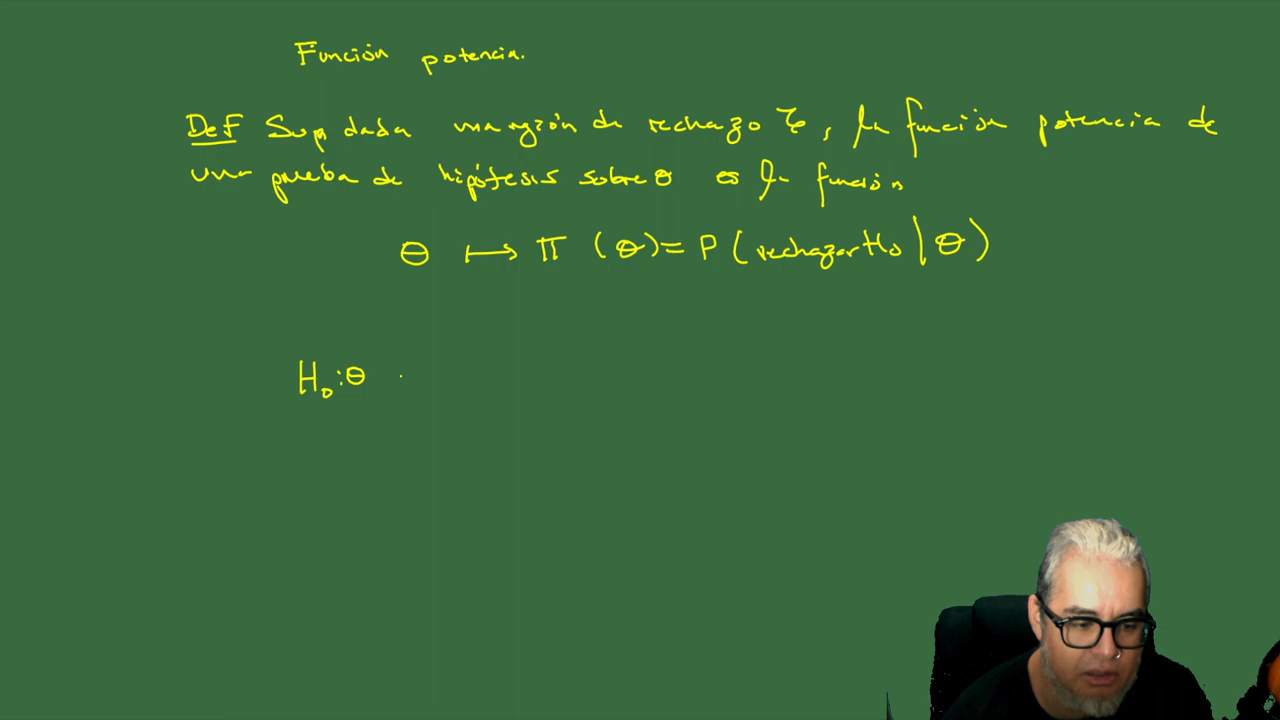 Función potencia.
Def Sup dada una región de rechazo 𝒞, la función potencia de
una prueba de hipótesis sobre θ es la función
θ ⟼ π (θ) = P (rechazar H₀ | θ)
H₀ : θ